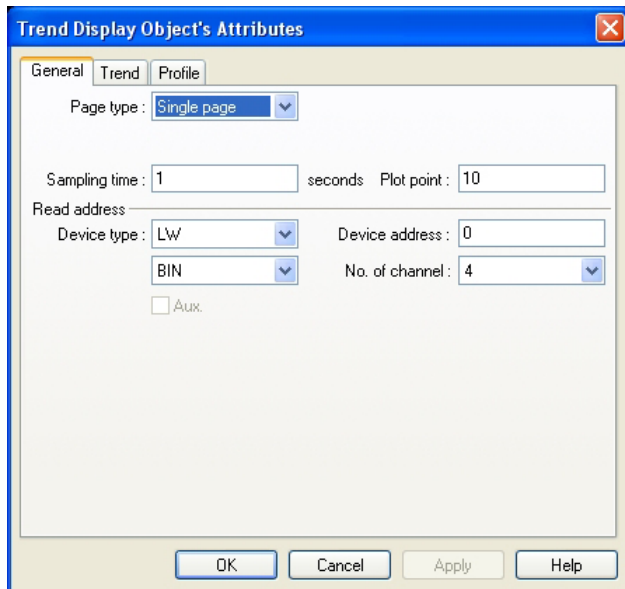 Trend Display Object's Attributes
General Trend Profile
Page type : Single page
Sampling time : 1 seconds Plot point : 10
Read address
Device type : LW Device address : 0
BIN No. of channel : 4
Aux.
OK Cancel Apply Help